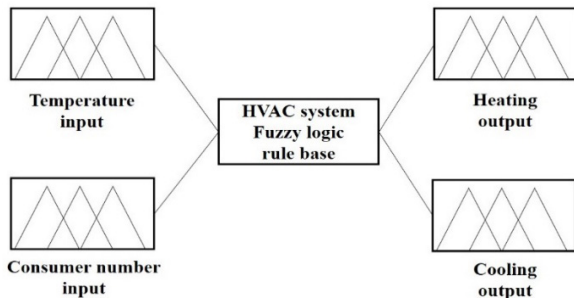 Temperature
input
Consumer number
input
HVAC system
Fuzzy logic
rule base
Heating
output
Cooling
output